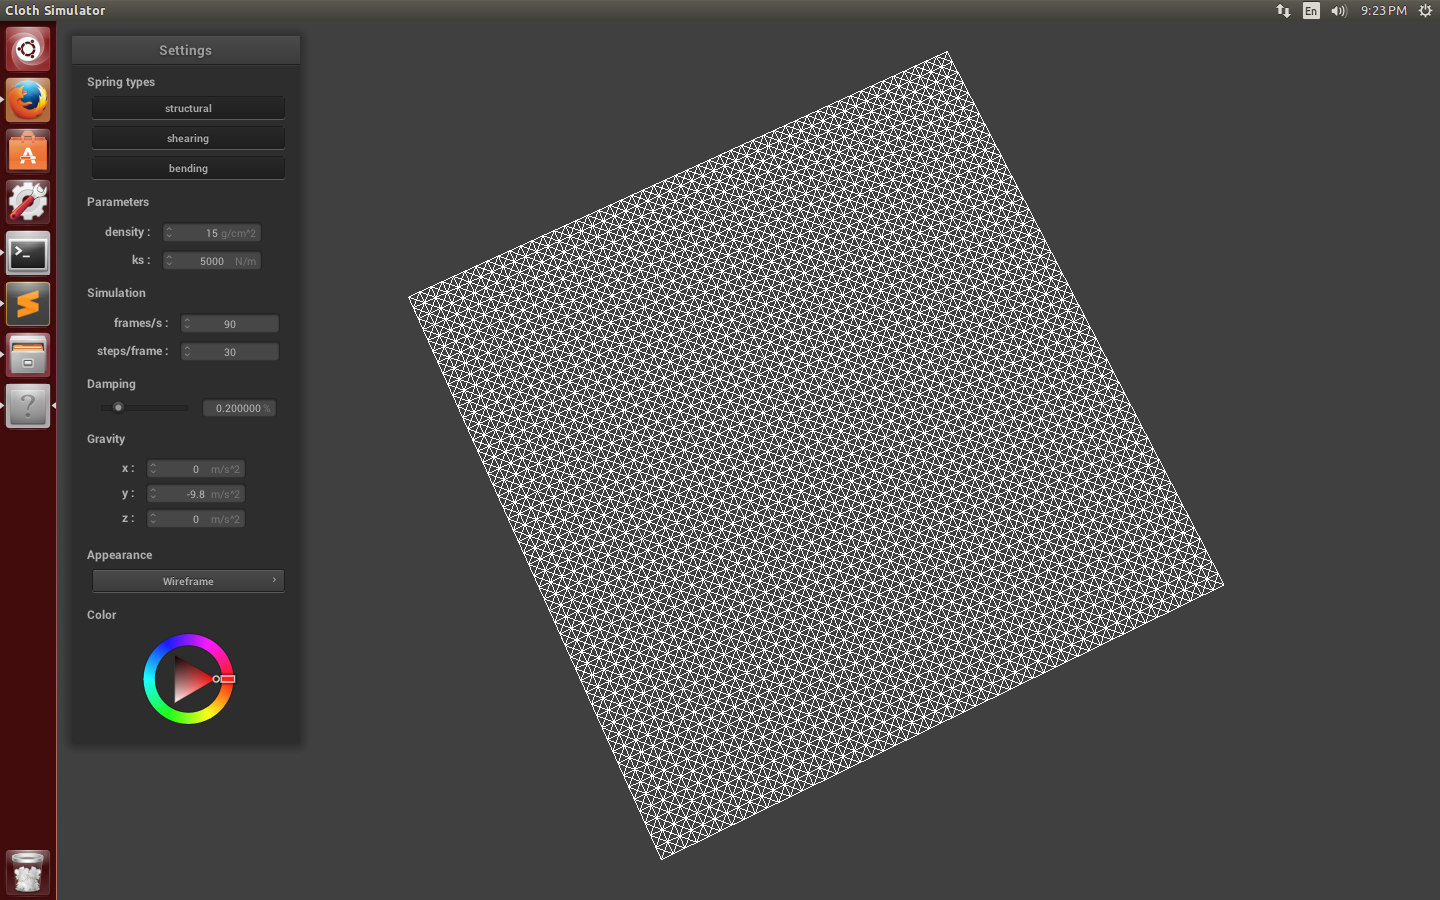 Cloth Simulator
En
9:23 PM
Settings
Spring types
structural
shearing
bending
Parameters
density : 15 g/cm^2
ks : 5000 N/m
Simulation
frames/s : 90
steps/frame : 30
Damping
0.200000 %
Gravity
x : 0 m/s^2
y : -9.8 m/s^2
z : 0 m/s^2
Appearance
Wireframe
Color